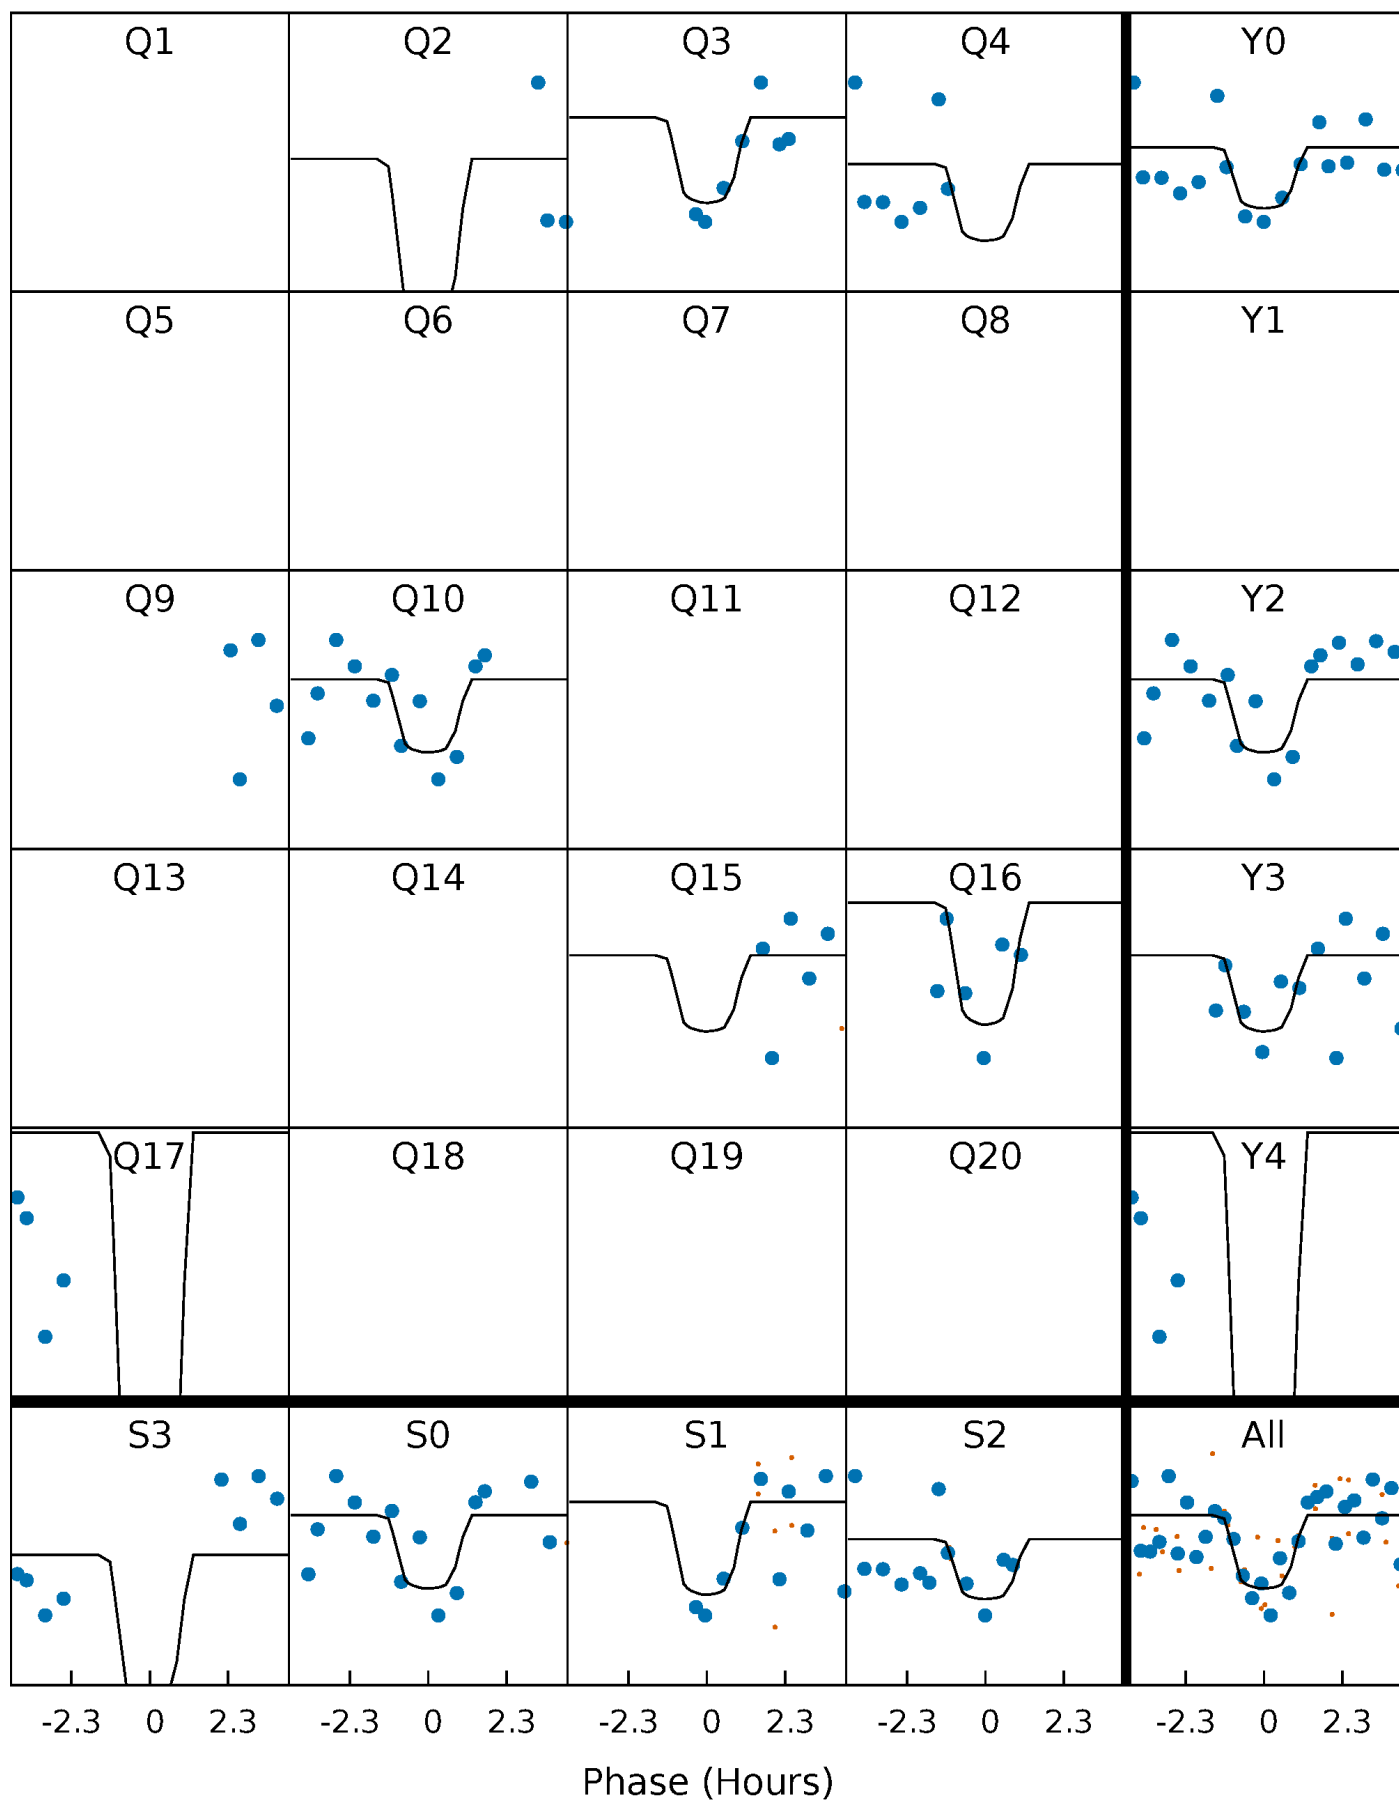 Q1 Q2 Q3 Q4 Y0
Q5 Q6 Q7 Q8 Y1
Q9 Q10 Q11 Q12 Y2
Q13 Q14 Q15 Q16 Y3
Q17 Q18 Q19 Q20 Y4
S3 S0 S1 S2 All
-2.3 0 2.3 -2.3 0 2.3 -2.3 0 2.3 -2.3 0 2.3 -2.3 0 2.3
Phase (Hours)